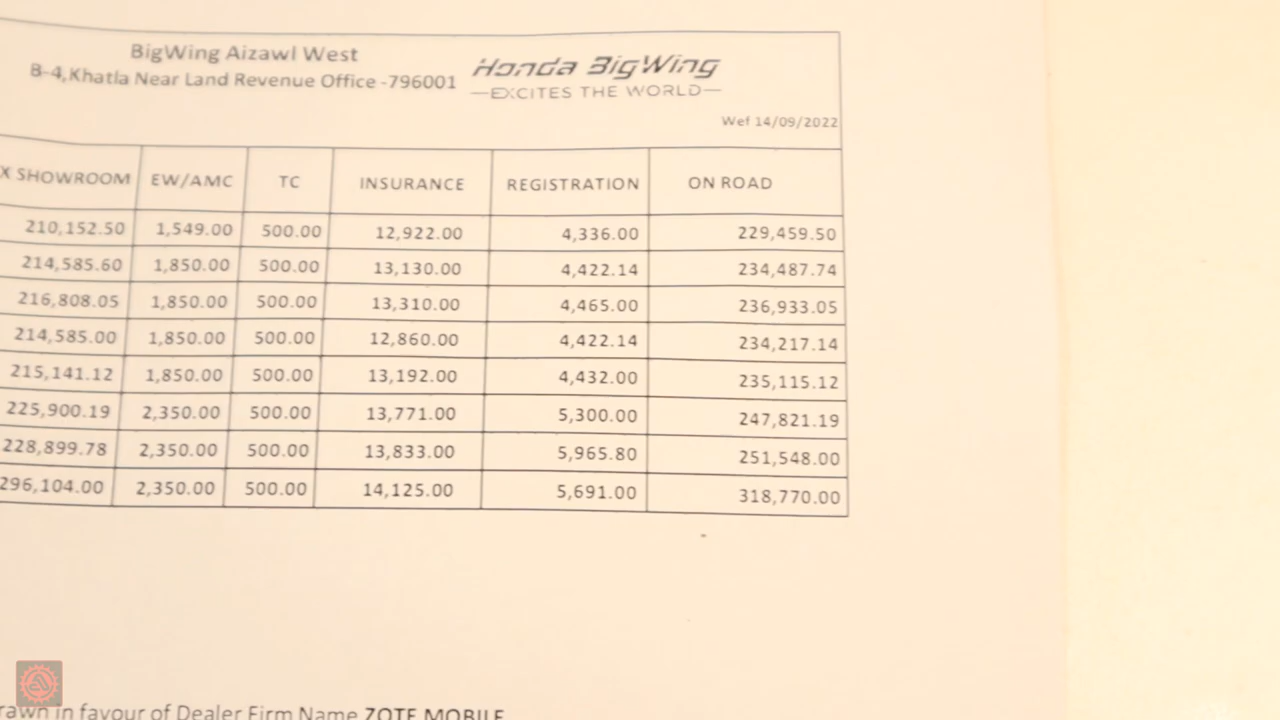 BigWing Aizawl West
B-4,Khatla Near Land Revenue Office -796001
Honda BigWing
—EXCITES THE WORLD—
Wef 14/09/2022
X SHOWROOM EW/AMC TC INSURANCE REGISTRATION ON ROAD
210,152.50 1,549.00 500.00 12,922.00 4,336.00 229,459.50
214,585.60 1,850.00 500.00 13,130.00 4,422.14 234,487.74
216,808.05 1,850.00 500.00 13,310.00 4,465.00 236,933.05
214,585.00 1,850.00 500.00 12,860.00 4,422.14 234,217.14
215,141.12 1,850.00 500.00 13,192.00 4,432.00 235,115.12
225,900.19 2,350.00 500.00 13,771.00 5,300.00 247,821.19
228,899.78 2,350.00 500.00 13,833.00 5,965.80 251,548.00
296,104.00 2,350.00 500.00 14,125.00 5,691.00 318,770.00
rawn in favour of Dealer Firm Name ZOTE MOBILE